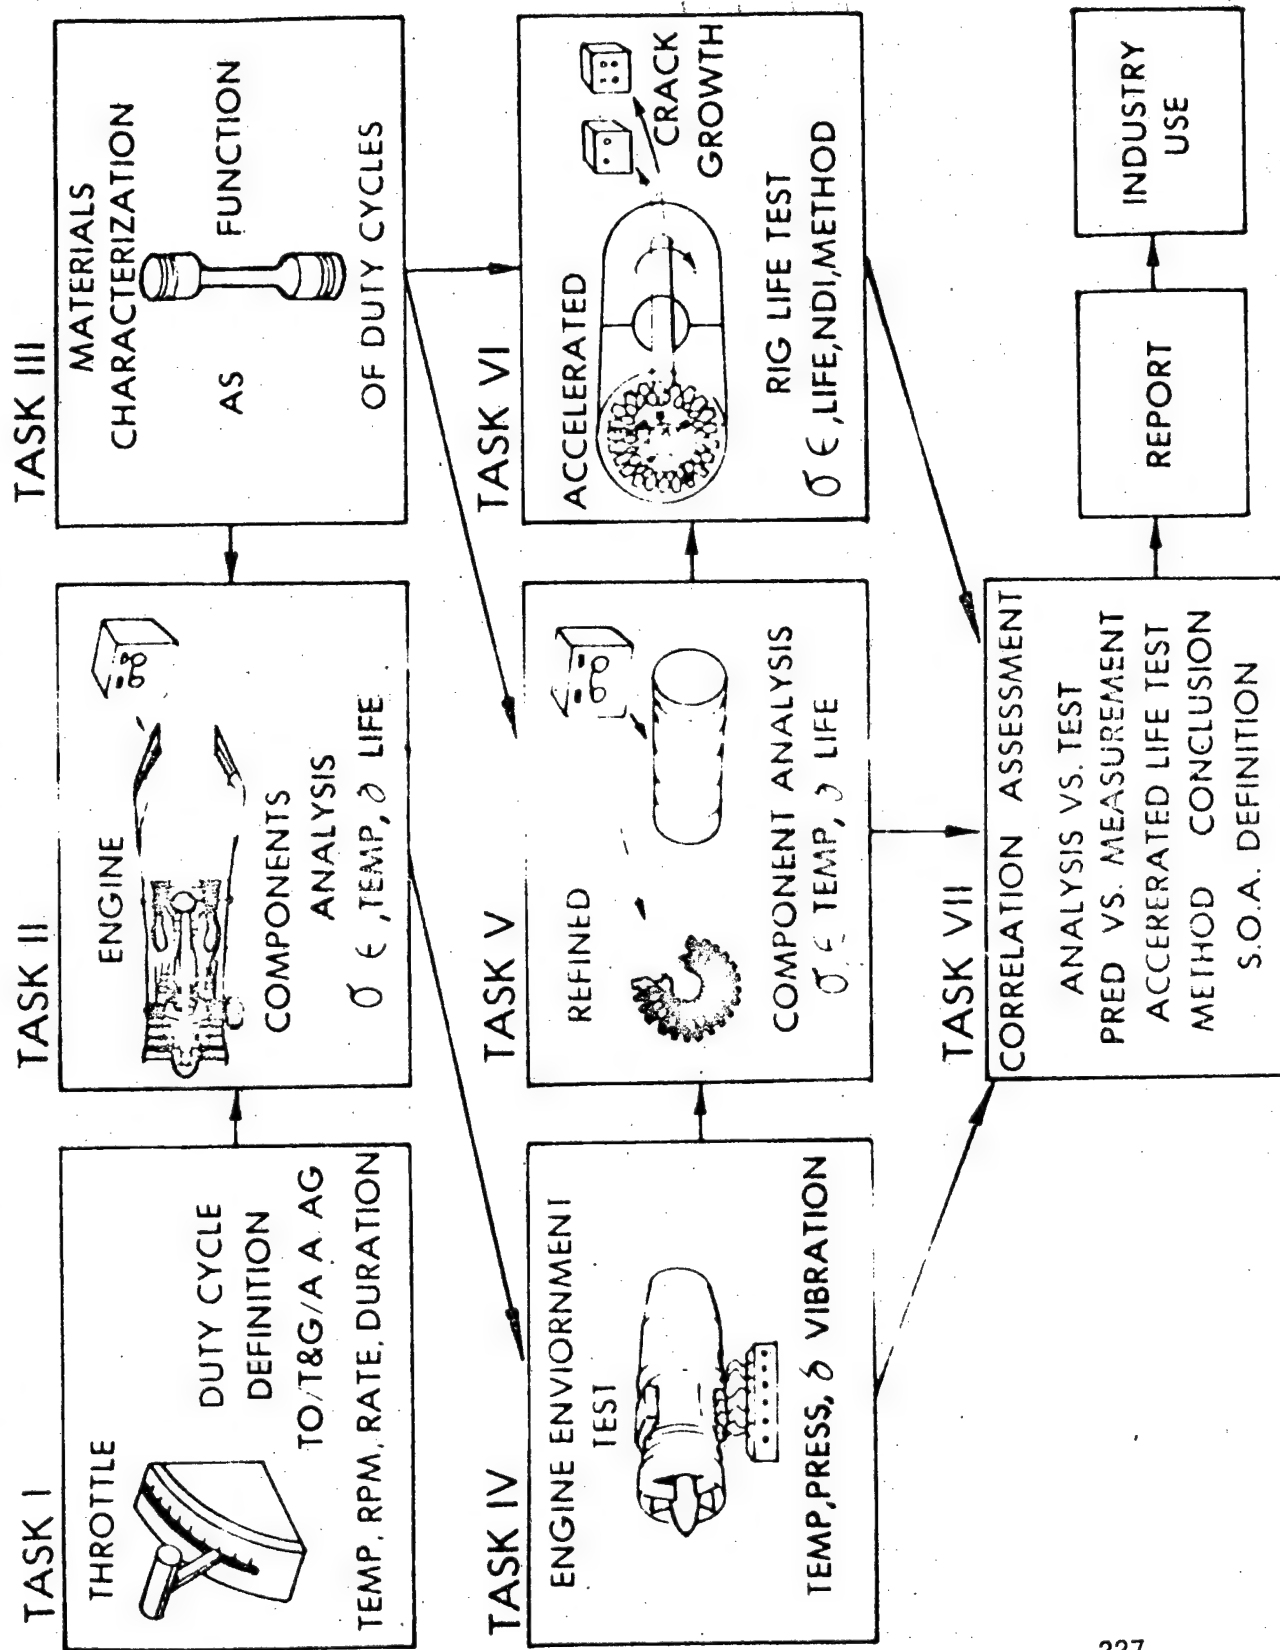 TASK I
THROTTLE
DUTY CYCLE
DEFINITION
TO/T&G/A A AG
TEMP, RPM, RATE, DURATION
TASK II
ENGINE
COMPONENTS
ANALYSIS
σ ϵ ,TEMP, ∂ LIFE
TASK III
MATERIALS
CHARACTERIZATION
AS FUNCTION
OF DUTY CYCLES
TASK IV
ENGINE ENVIORNMENT
TEST
TEMP,PRESS, δ VIBRATION
TASK V
REFINED
COMPONENT ANALYSIS
σ ϵ TEMP, LIFE
TASK VI
ACCELERATED
CRACK
GROWTH
RIG LIFE TEST
σ ϵ ,LIFE,NDI,METHOD
TASK VII
CORRELATION ASSESSMENT
ANALYSIS VS. TEST
PRED VS. MEASUREMENT
ACCERERATED LIFE TEST
METHOD CONCLUSION
S.O.A. DEFINITION
REPORT
INDUSTRY
USE